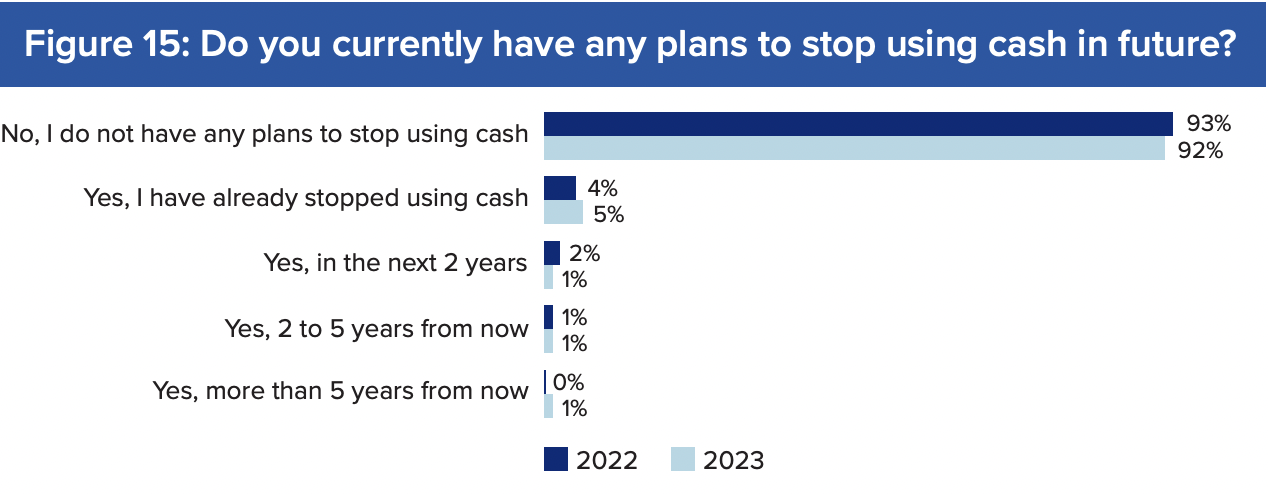 Figure 15: Do you currently have any plans to stop using cash in future?
No, I do not have any plans to stop using cash
93%
92%
Yes, I have already stopped using cash
4%
5%
Yes, in the next 2 years
2%
1%
Yes, 2 to 5 years from now
1%
1%
Yes, more than 5 years from now
0%
1%
2022 2023